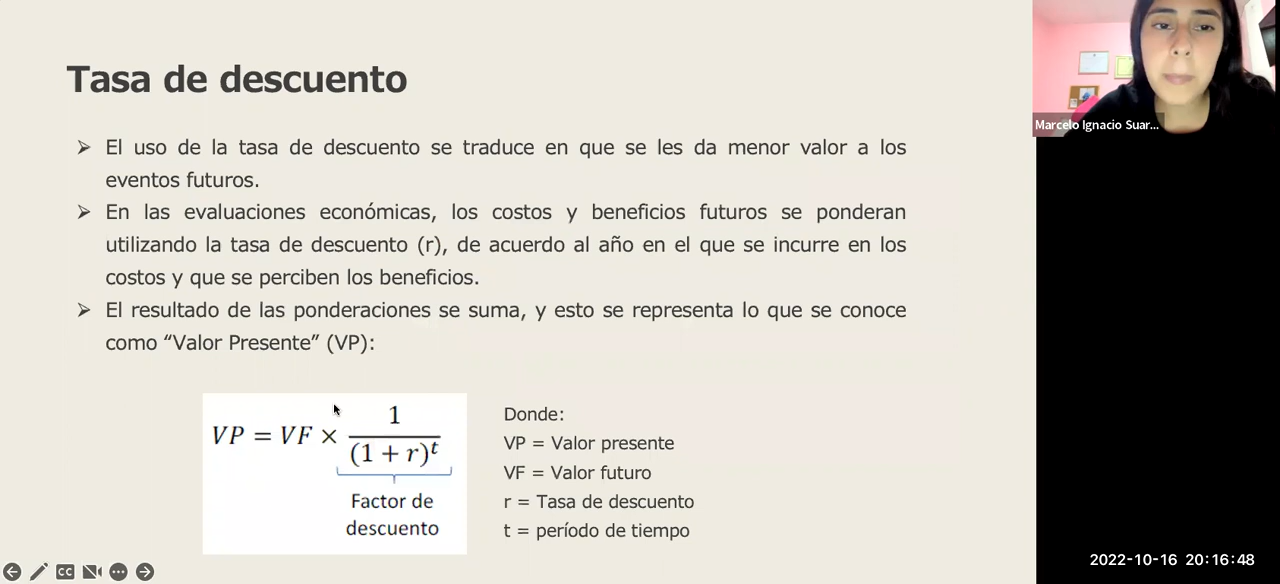 Tasa de descuento
➢ El uso de la tasa de descuento se traduce en que se les da menor valor a los
eventos futuros.
➢ En las evaluaciones económicas, los costos y beneficios futuros se ponderan
utilizando la tasa de descuento (r), de acuerdo al año en el que se incurre en los
costos y que se perciben los beneficios.
➢ El resultado de las ponderaciones se suma, y esto se representa lo que se conoce
como “Valor Presente” (VP):
VP = VF × 1
(1 + r)^t
Factor de
descuento
Donde:
VP = Valor presente
VF = Valor futuro
r = Tasa de descuento
t = período de tiempo
Marcelo Ignacio Suar...
CC
2022-10-16 20:16:48